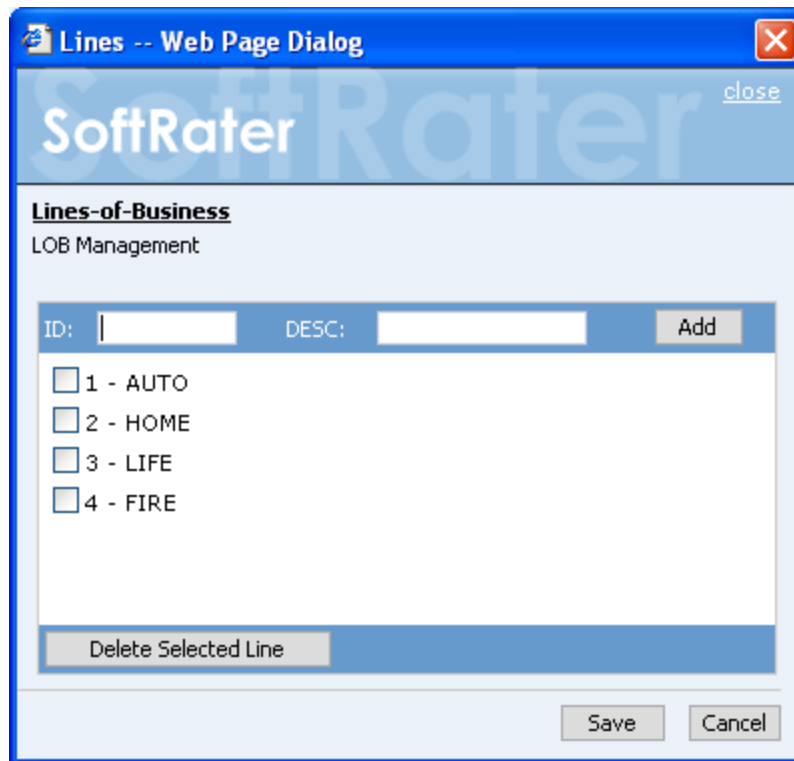 Lines -- Web Page Dialog
close
SoftRater
SoftRater
Lines-of-Business
LOB Management
ID: DESC: Add
1 - AUTO
2 - HOME
3 - LIFE
4 - FIRE
Delete Selected Line
Save Cancel